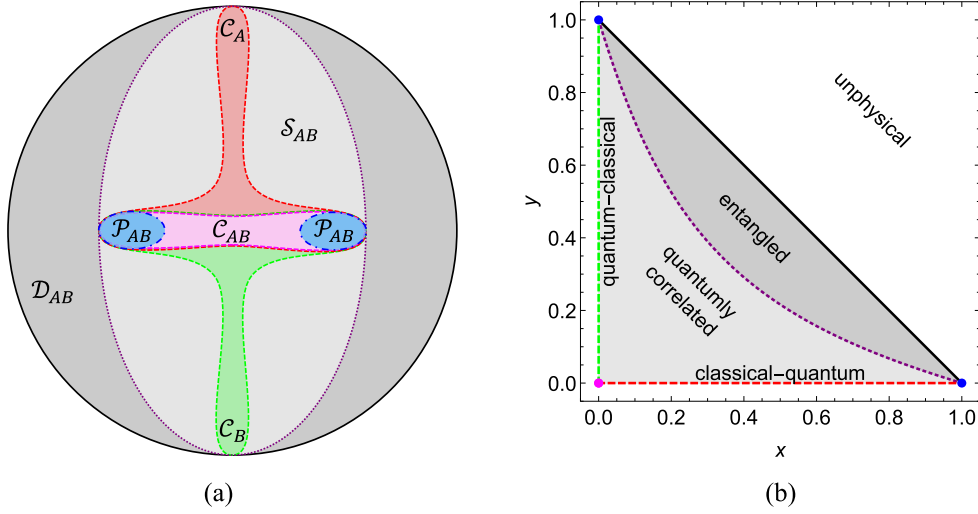 𝒞_A
𝒮_AB
𝒫_AB 𝒞_AB 𝒫_AB
𝒟_AB
𝒞_B
(a)
1.0
0.8
0.6
0.4
0.2
0.0
y
unphysical
quantum-classical
entangled
quantumly
correlated
classical-quantum
0.0 0.2 0.4 0.6 0.8 1.0
x
(b)